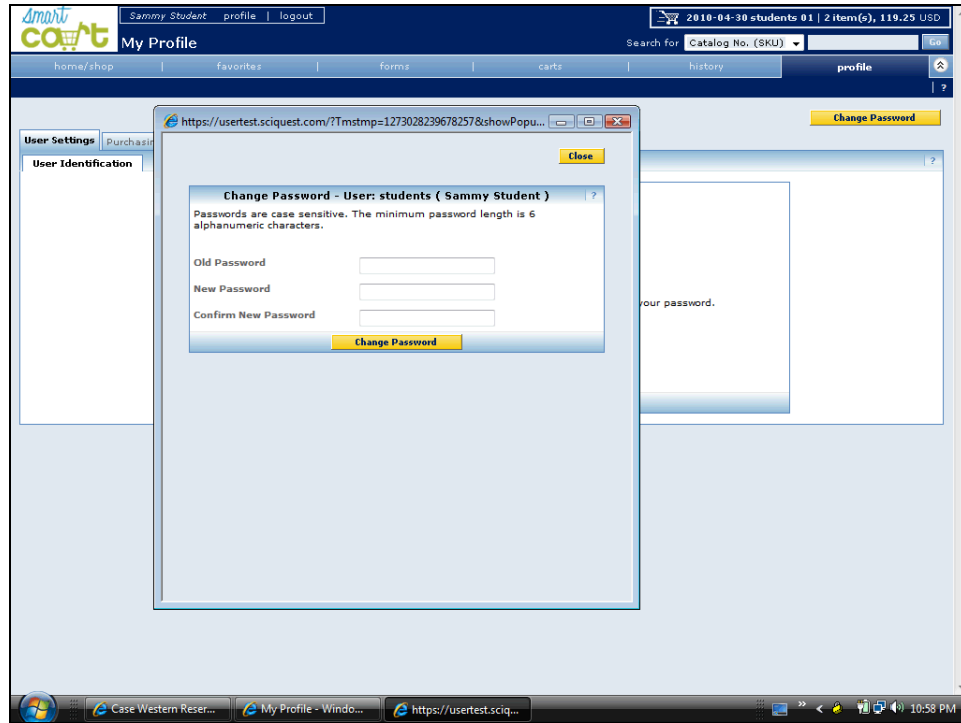 Smart cart
Sammy Student profile | logout
2010-04-30 students 01 | 2 item(s), 119.25 USD
My Profile
Search for Catalog No. (SKU) Go
home/shop | favorites | forms | carts | history profile
| ?
https://usertest.sciquest.com/?Tmstmp=1273028239678257&showPopu...
Change Password
User Settings Purchasin
Close
User Identification
| ?
Change Password - User: students ( Sammy Student ) | ?
Passwords are case sensitive. The minimum password length is 6
alphanumeric characters.
Old Password
New Password
your password.
Confirm New Password
Change Password
Case Western Reser... My Profile - Windo... https://usertest.sciq... » < 10:58 PM